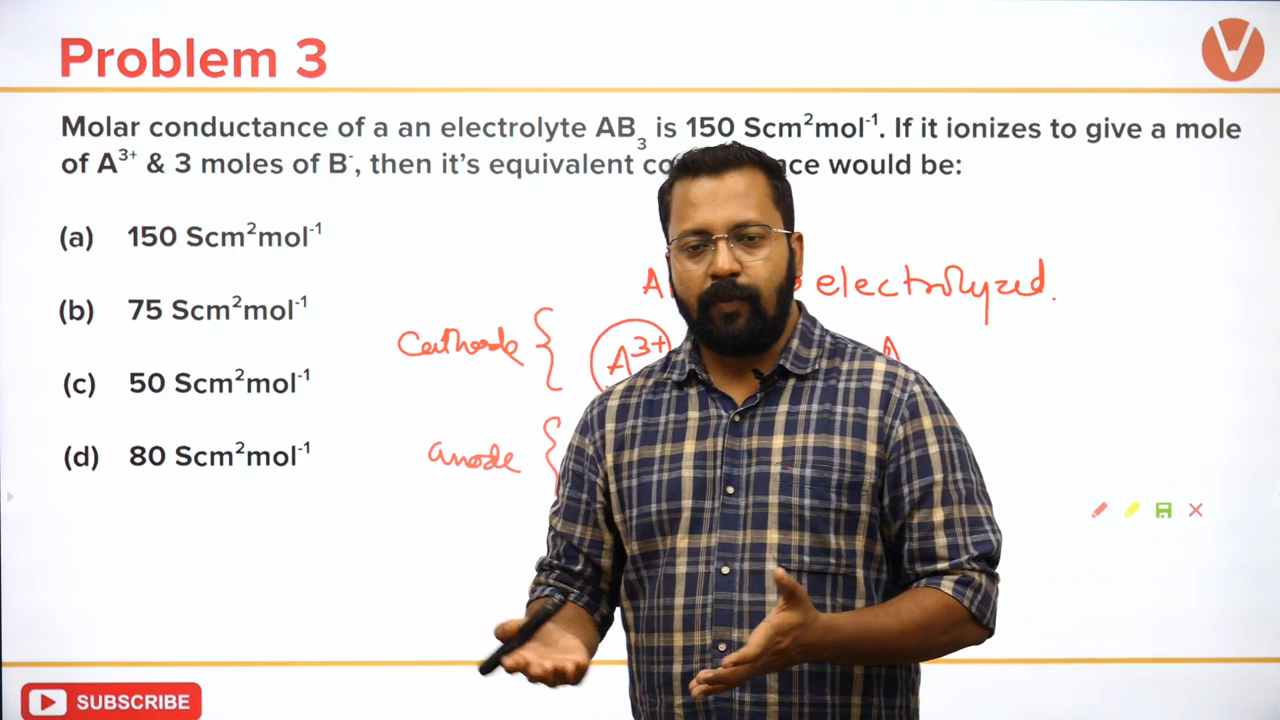 Problem 3
Molar conductance of a an electrolyte AB₃ is 150 Scm²mol⁻¹. If it ionizes to give a mole
of A³⁺ & 3 moles of B⁻, then it's equivalent would be:
(a) 150 Scm²mol⁻¹
(b) 75 Scm²mol⁻¹
(c) 50 Scm²mol⁻¹
(d) 80 Scm²mol⁻¹
electrolyzed.
Cathode { A³⁺
anode {
SUBSCRIBE